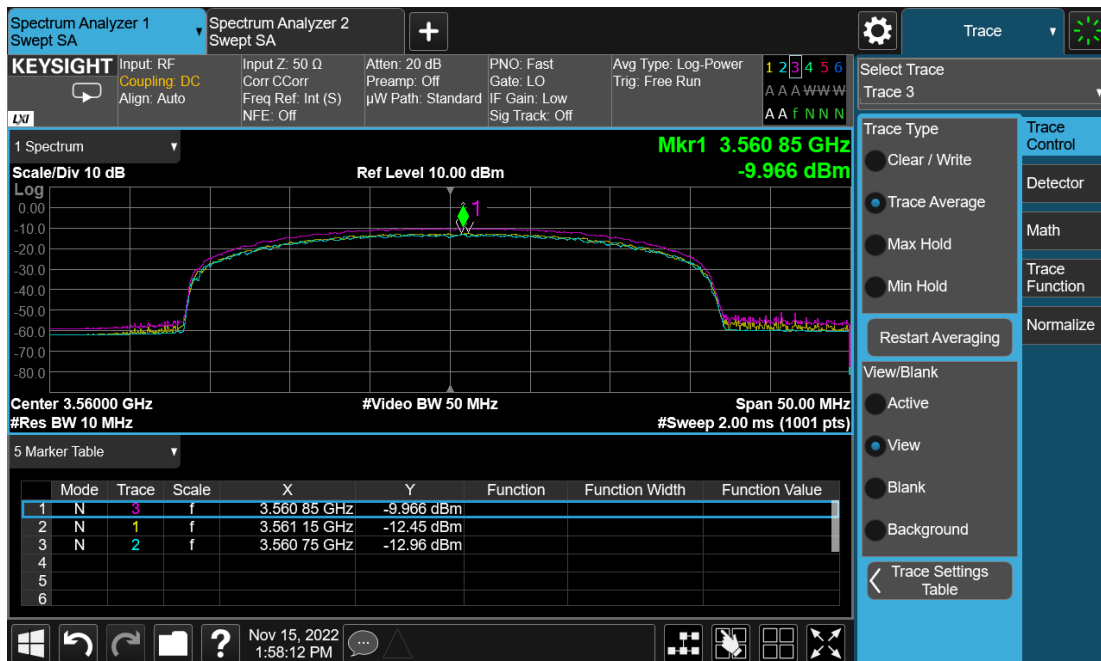 Spectrum Analyzer 1
Swept SA
Spectrum Analyzer 2
Swept SA
Trace
KEYSIGHT
LXI
Input: RF
Coupling: DC
Align: Auto
Input Z: 50 Ω
Corr CCorr
Freq Ref: Int (S)
NFE: Off
Atten: 20 dB
Preamp: Off
µW Path: Standard
PNO: Fast
Gate: LO
IF Gain: Low
Sig Track: Off
Avg Type: Log-Power
Trig: Free Run
1 2 3 4 5 6
A A A W W W
A A f N N N
Select Trace
Trace 3
1 Spectrum
Mkr1 3.560 85 GHz
-9.966 dBm
Scale/Div 10 dB
Ref Level 10.00 dBm
Log
0.00
-10.0
-20.0
-30.0
-40.0
-50.0
-60.0
-70.0
-80.0
1
Center 3.56000 GHz
#Video BW 50 MHz
Span 50.00 MHz
#Res BW 10 MHz
#Sweep 2.00 ms (1001 pts)
5 Marker Table
Mode Trace Scale X Y Function Function Width Function Value
1 N 3 f 3.560 85 GHz -9.966 dBm
2 N 1 f 3.561 15 GHz -12.45 dBm
3 N 2 f 3.560 75 GHz -12.96 dBm
4
5
6
Trace Type
Clear / Write
Trace Average
Max Hold
Min Hold
Restart Averaging
View/Blank
Active
View
Blank
Background
Trace Settings
Table
Trace
Control
Detector
Math
Trace
Function
Normalize
?
Nov 15, 2022
1:58:12 PM